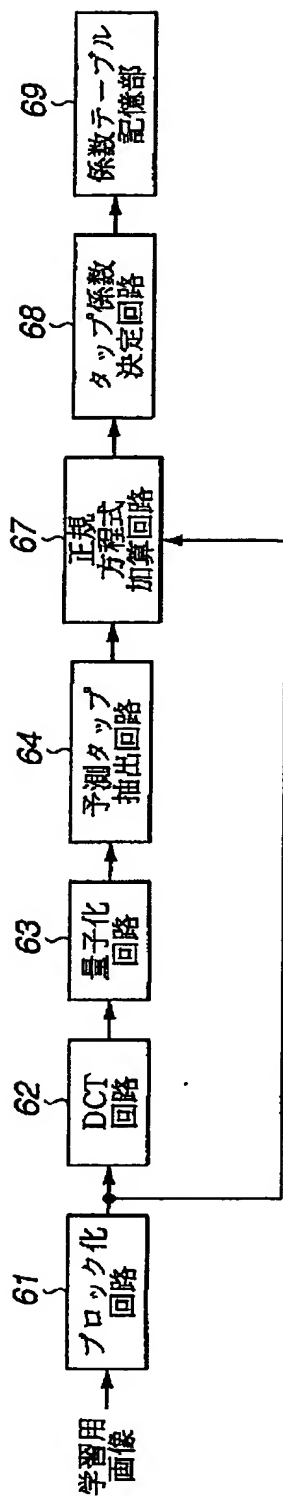 学習用
画像
61
ブロック化
回路
62
DCT
回路
63
量子化
回路
64
予測タップ
抽出回路
67
正規
方程式
加算回路
68
タップ係数
決定回路
69
係数テーブル
記憶部